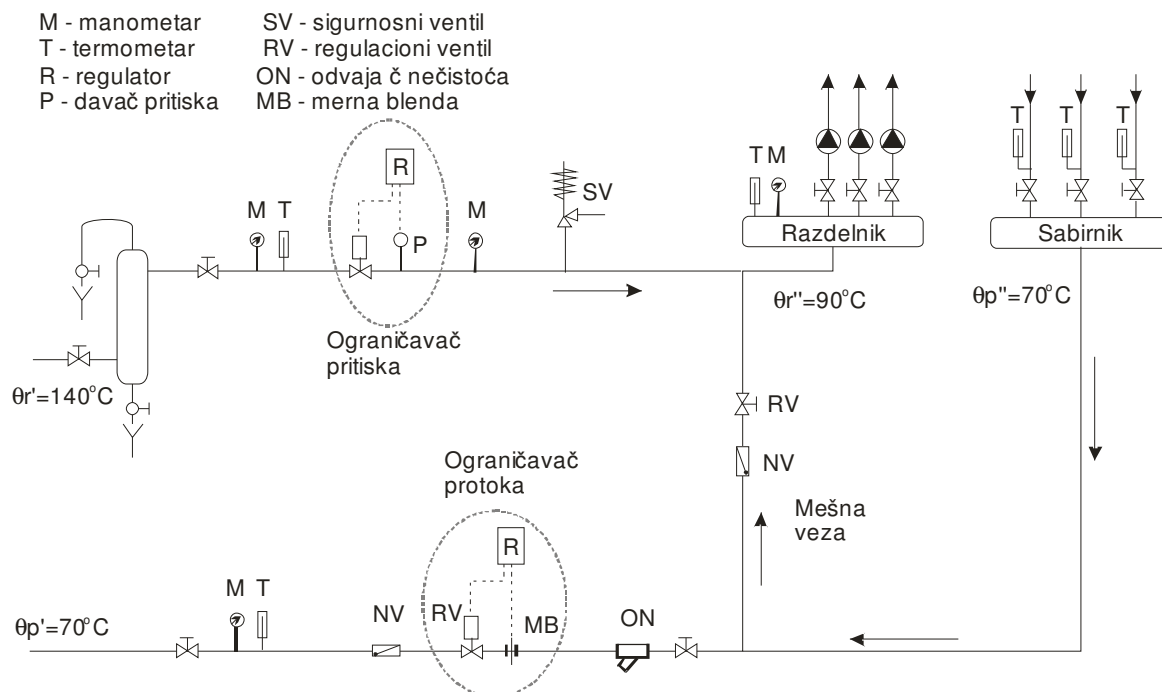 M - manometar
T - termometar
R - regulator
P - davač pritiska
SV - sigurnosni ventil
RV - regulacioni ventil
ON - odvaja č nečistoća
MB - merna blenda
R
M T
P
M
SV
T M
T
T
T
Razdelnik
Sabirnik
θr''=90°C
θp''=70°C
Ograničavač
pritiska
θr'=140°C
RV
NV
Ograničavač
protoka
Mešna
veza
R
M T
NV
RV
MB
ON
θp'=70°C